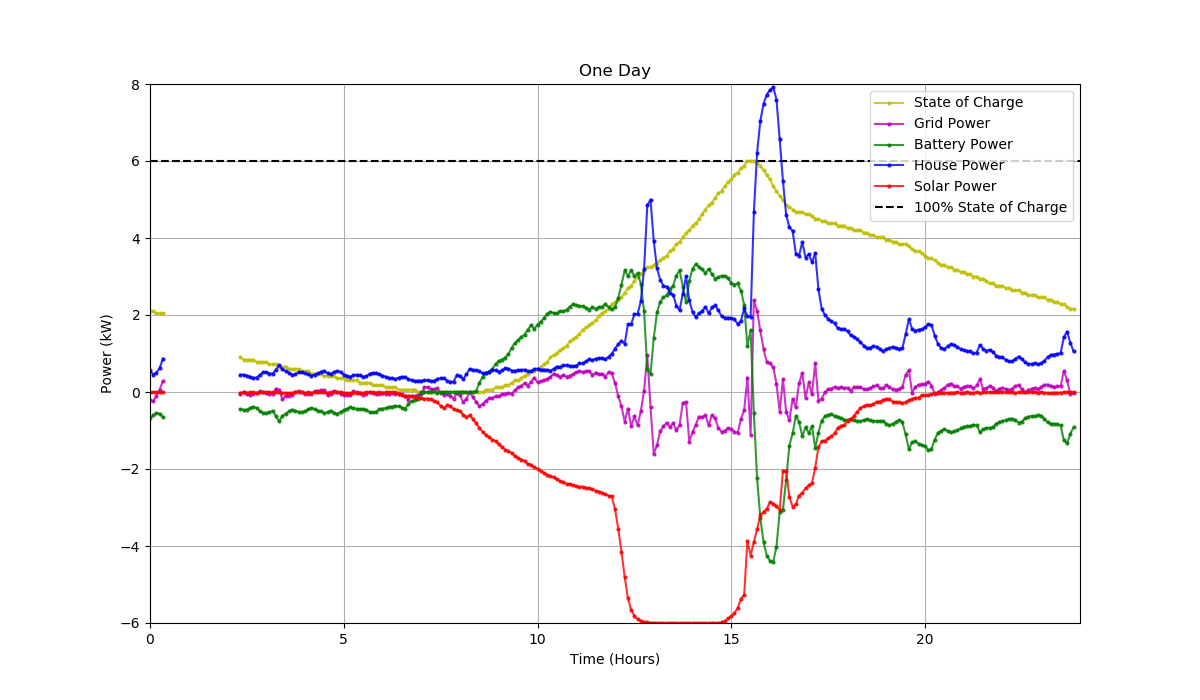 One Day
8
6
4
2
0
−2
−4
−6
Power (kW)
State of Charge
Grid Power
Battery Power
House Power
Solar Power
100% State of Charge
0 5 10 15 20
Time (Hours)